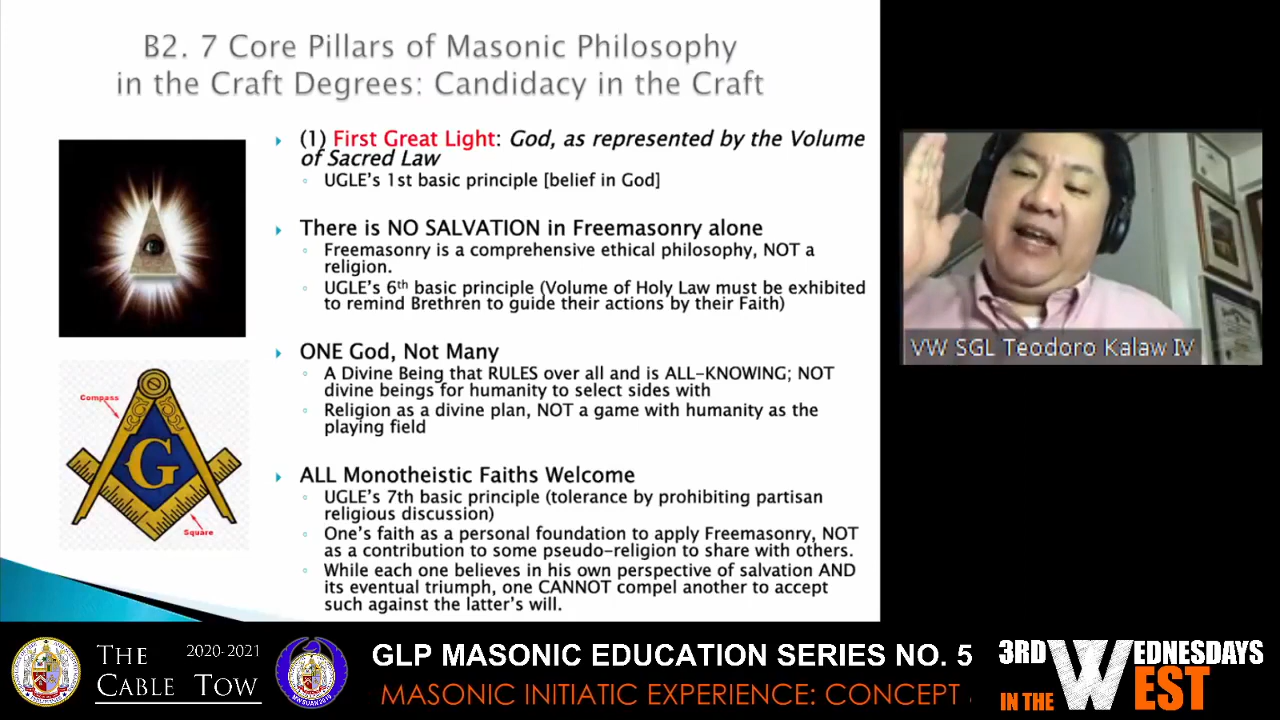 B2. 7 Core Pillars of Masonic Philosophy
in the Craft Degrees: Candidacy in the Craft
(1) First Great Light: God, as represented by the Volume
of Sacred Law
UGLE's 1st basic principle [belief in God]
There is NO SALVATION in Freemasonry alone
Freemasonry is a comprehensive ethical philosophy, NOT a
religion.
UGLE's 6th basic principle (Volume of Holy Law must be exhibited
to remind Brethren to guide their actions by their Faith)
ONE God, Not Many
A Divine Being that RULES over all and is ALL-KNOWING; NOT
divine beings for humanity to select sides with
Religion as a divine plan, NOT a game with humanity as the
playing field
ALL Monotheistic Faiths Welcome
UGLE's 7th basic principle (tolerance by prohibiting partisan
religious discussion)
One's faith as a personal foundation to apply Freemasonry, NOT
as a contribution to some pseudo-religion to share with others.
While each one believes in his own perspective of salvation AND
its eventual triumph, one CANNOT compel another to accept
such against the latter's will.
Compass
G
Square
VW SGL Teodoro Kalaw IV
THE
CABLE TOW
2020-2021
GLP MASONIC EDUCATION SERIES NO. 5
MASONIC INITIATIC EXPERIENCE: CONCEPT
3RD WEDNESDAYS
IN THE WEST